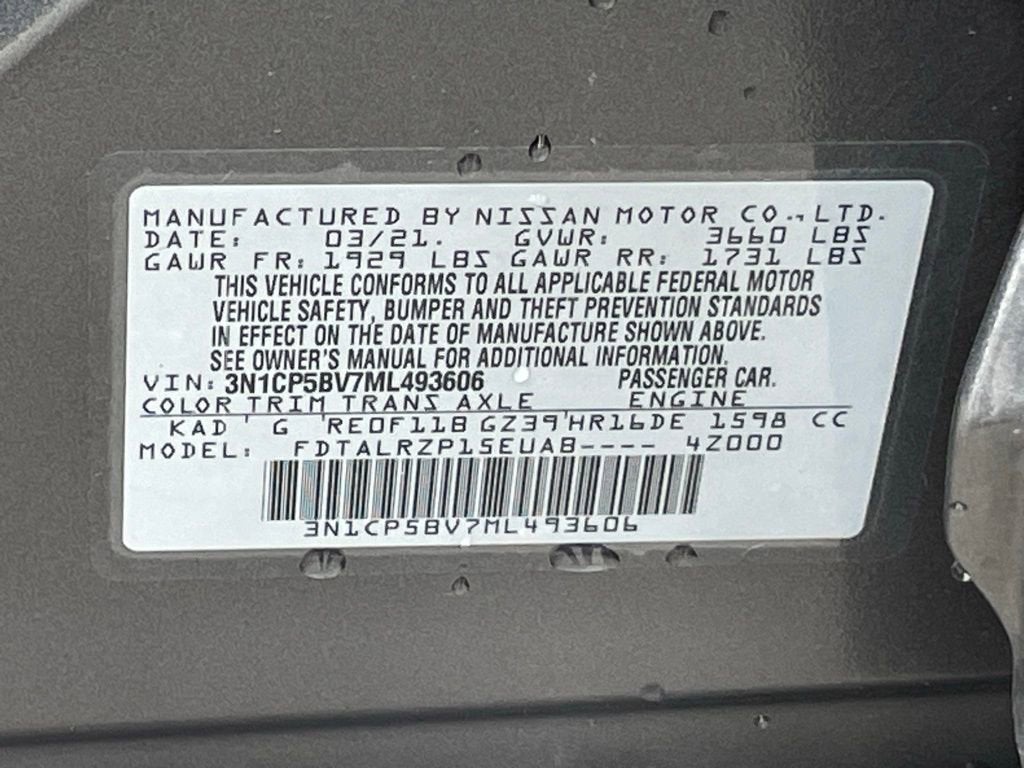 MANUFACTURED BY NISSAN MOTOR CO.,LTD.
DATE: 03/21. GVWR: 3660 LBS
GAWR FR: 1929 LBS GAWR RR: 1731 LBS
THIS VEHICLE CONFORMS TO ALL APPLICABLE FEDERAL MOTOR
VEHICLE SAFETY, BUMPER AND THEFT PREVENTION STANDARDS
IN EFFECT ON THE DATE OF MANUFACTURE SHOWN ABOVE.
SEE OWNER'S MANUAL FOR ADDITIONAL INFORMATION.
VIN: 3N1CP5BV7ML493606 PASSENGER CAR.
COLOR TRIM TRANS AXLE ENGINE
KAD ' G 'RE0F11B GZ39'HR16DE 1598 CC
MODEL: FDTALRZP15EUAB---- 4Z000
3N1CP5BV7ML493606